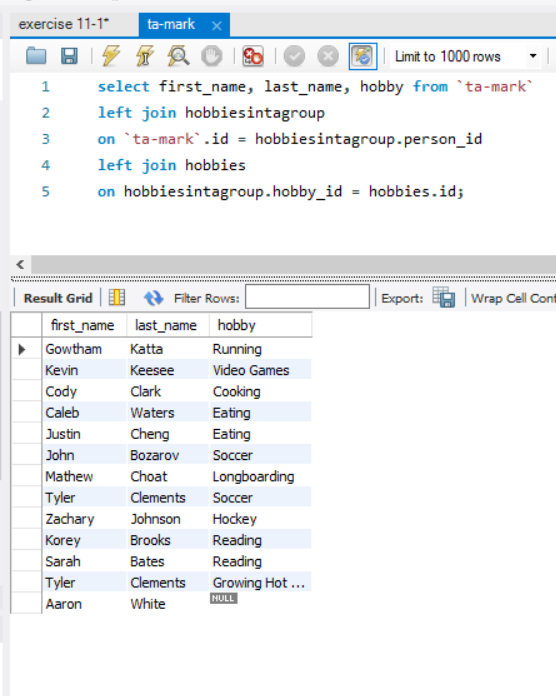 exercise 11-1* ta-mark ×
Limit to 1000 rows
1 select first_name, last_name, hobby from `ta-mark`
2 left join hobbiesintagroup
3 on `ta-mark`.id = hobbiesintagroup.person_id
4 left join hobbies
5 on hobbiesintagroup.hobby_id = hobbies.id;
Result Grid Filter Rows: Export: Wrap Cell Cont
first_name last_name hobby
Gowtham Katta Running
Kevin Keesee Video Games
Cody Clark Cooking
Caleb Waters Eating
Justin Cheng Eating
John Bozarov Soccer
Mathew Choat Longboarding
Tyler Clements Soccer
Zachary Johnson Hockey
Korey Brooks Reading
Sarah Bates Reading
Tyler Clements Growing Hot ...
Aaron White NULL